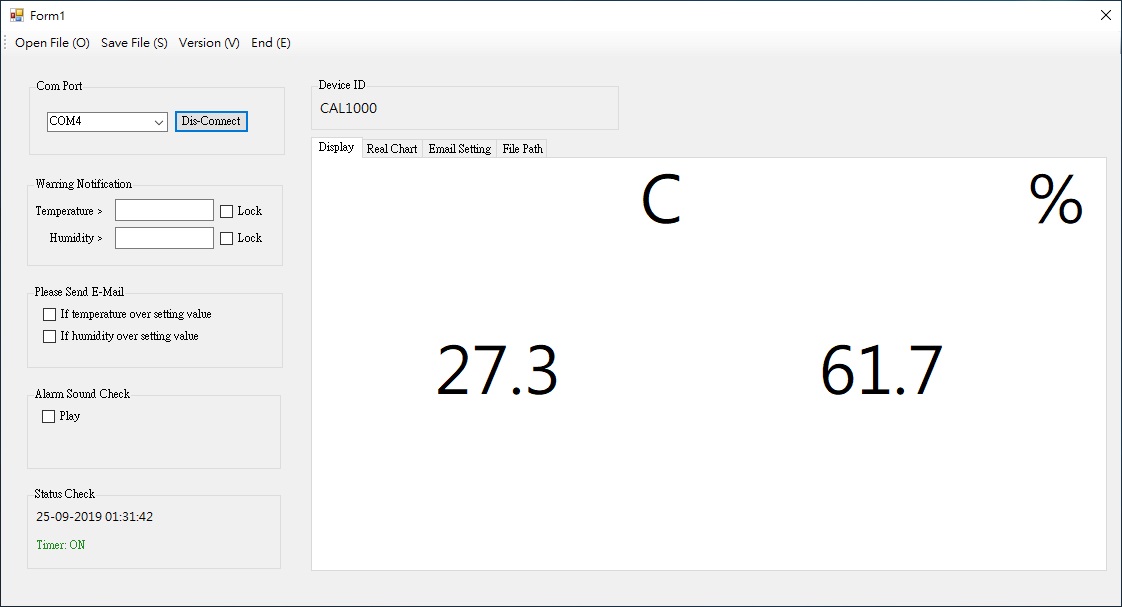 Form1
Open File (O) Save File (S) Version (V) End (E)
Com Port
COM4 Dis-Connect
Warring Notification
Temperature > Lock
Humidity > Lock
Please Send E-Mail
If temperature over setting value
If humidity over setting value
Alarm Sound Check
Play
Status Check
25-09-2019 01:31:42
Timer: ON
Device ID
CAL1000
Display Real Chart Email Setting File Path
C %
27.3 61.7